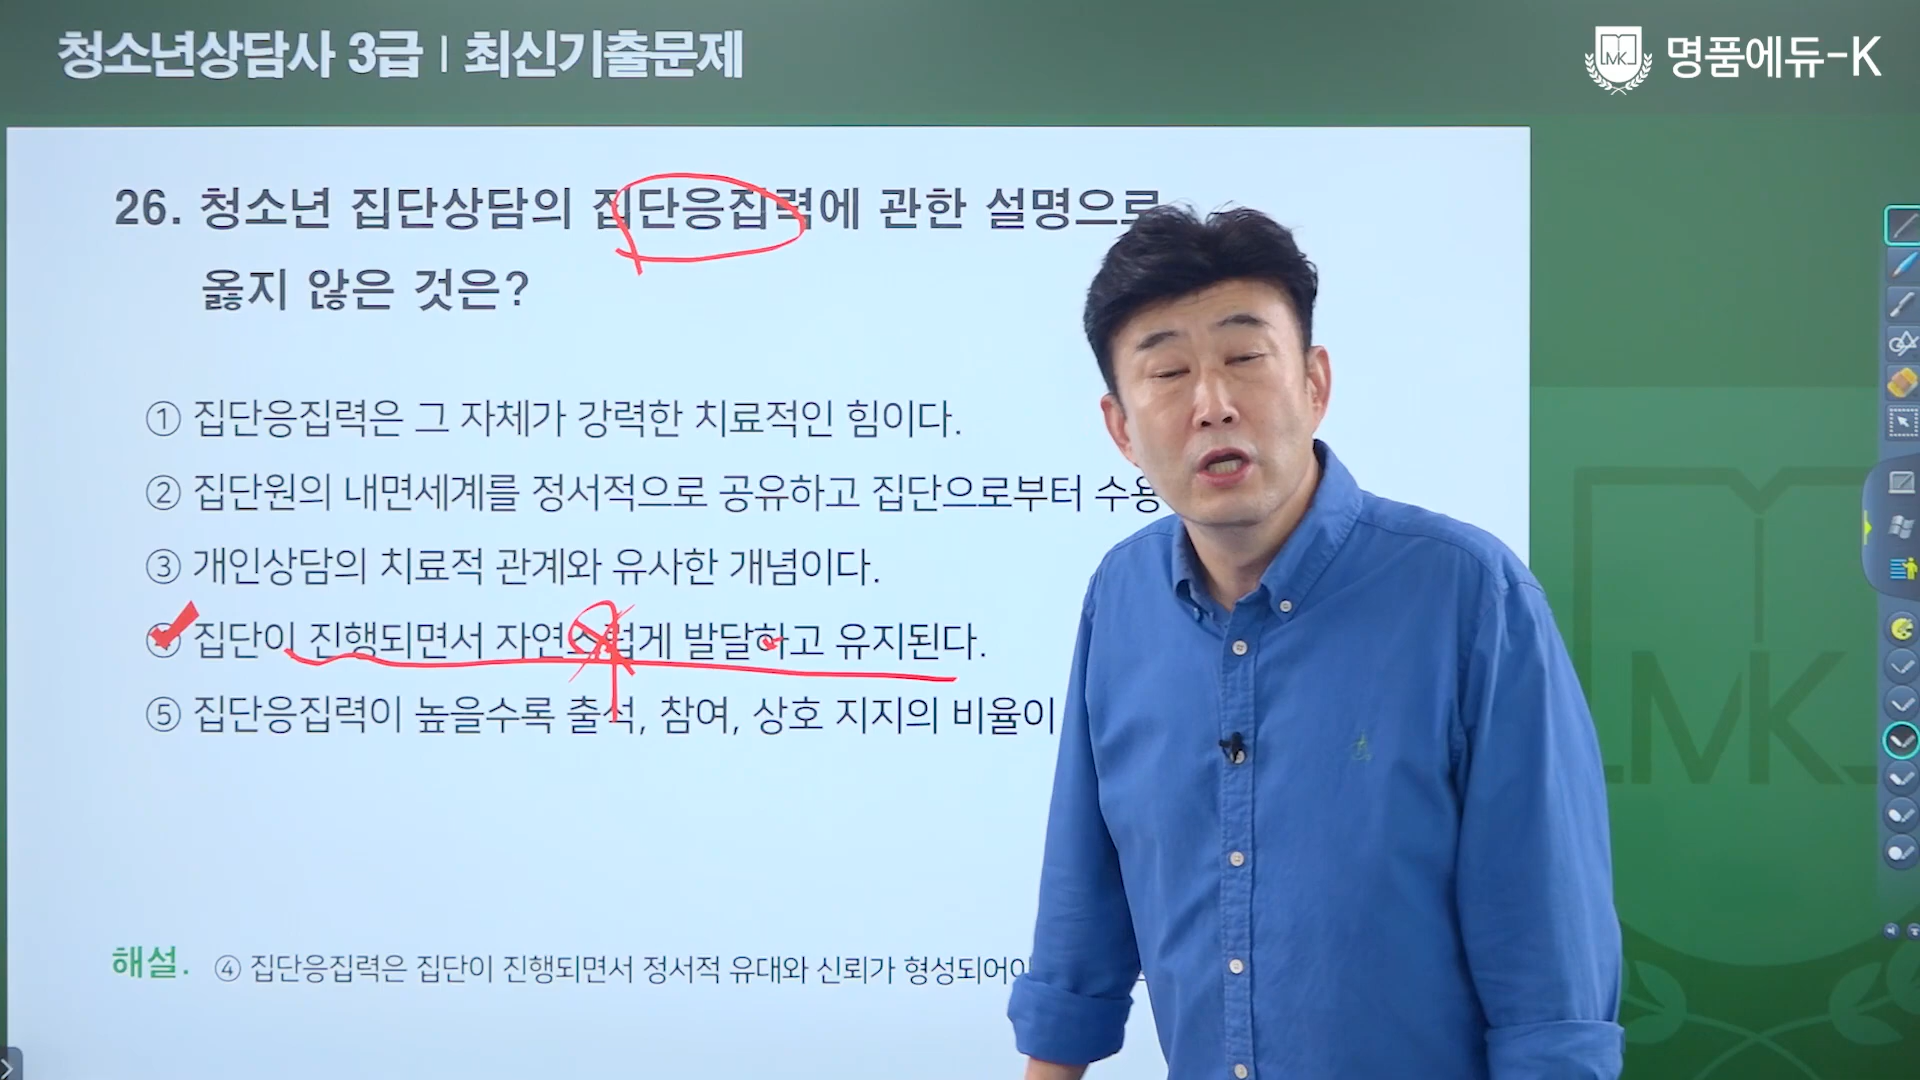 청소년상담사 3급 | 최신기출문제
명품에듀-K
MK
26. 청소년 집단상담의 집단응집력에 관한 설명으로
옳지 않은 것은?
① 집단응집력은 그 자체가 강력한 치료적인 힘이다.
② 집단원의 내면세계를 정서적으로 공유하고 집단으로부터 수용
③ 개인상담의 치료적 관계와 유사한 개념이다.
④ 집단이 진행되면서 자연스럽게 발달하고 유지된다.
⑤ 집단응집력이 높을수록 출석, 참여, 상호 지지의 비율이
MK
해설. ④ 집단응집력은 집단이 진행되면서 정서적 유대와 신뢰가 형성되어야